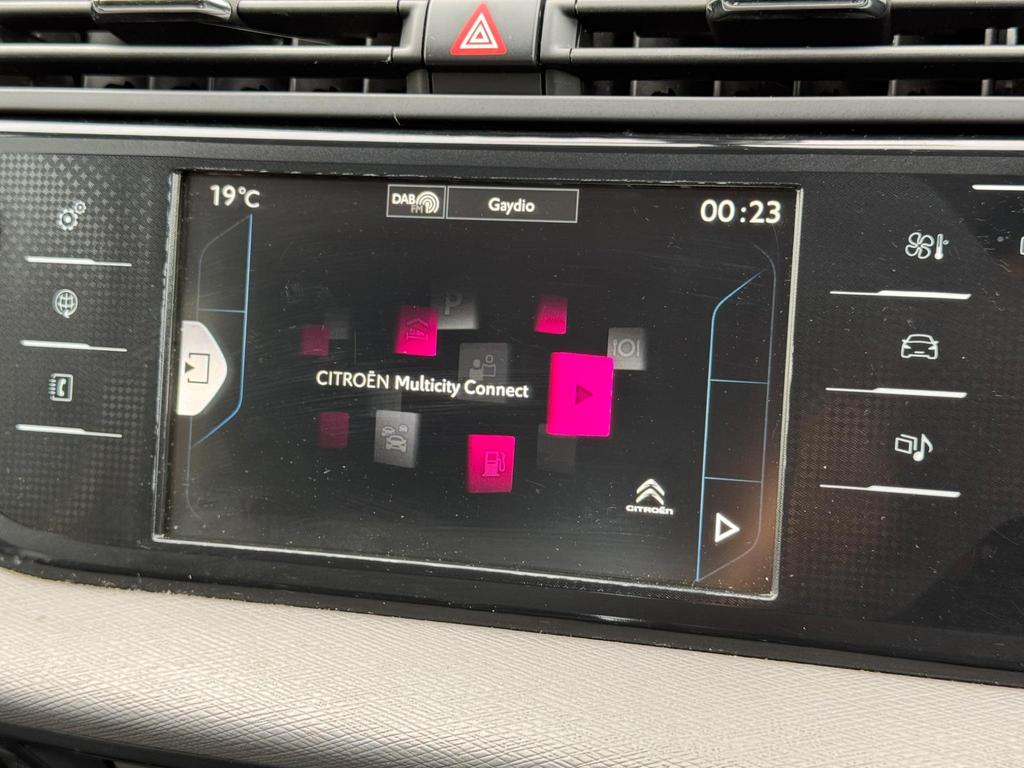 19°C
DAB
FM
Gaydio
00:23
P
CITROËN Multicity Connect
CITROËN